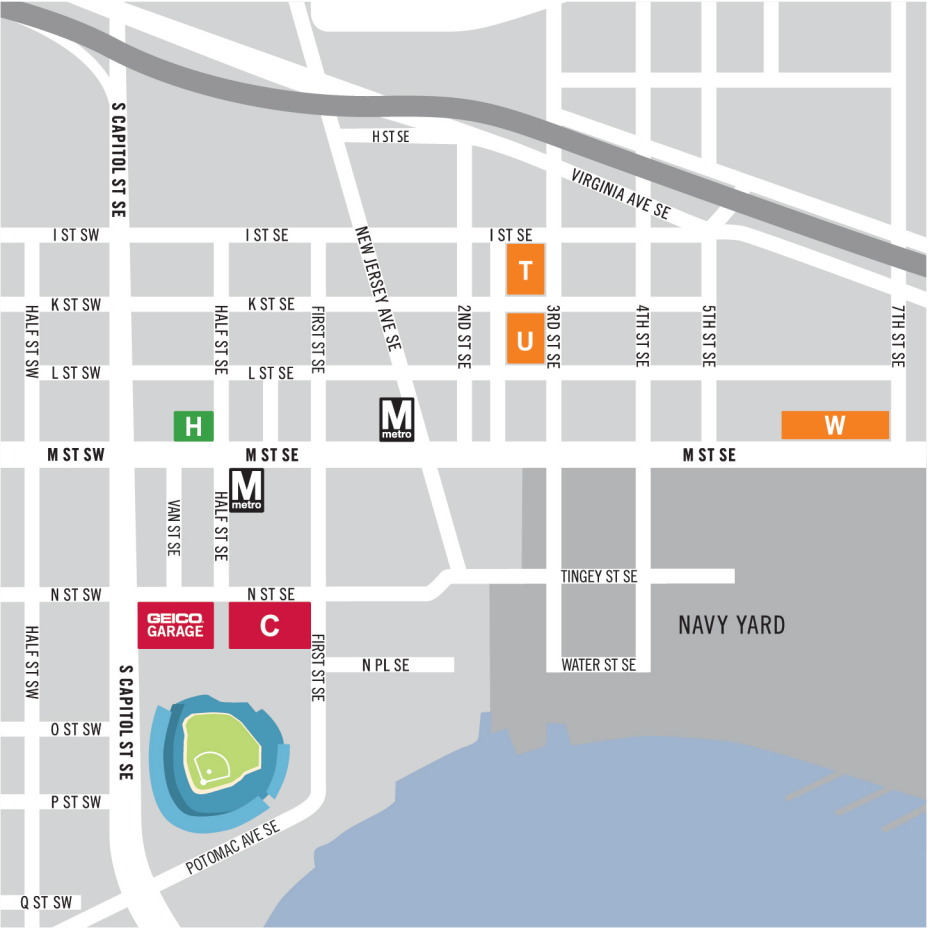 H ST SE
S CAPITOL ST SE
VIRGINIA AVE SE
I ST SW
I ST SE
I ST SE
NEW JERSEY AVE SE
T
K ST SW
K ST SE
HALF ST SW
HALF ST SE
FIRST ST SE
2ND ST SE
U
3RD ST SE
4TH ST SE
5TH ST SE
7TH ST SE
L ST SW
L ST SE
H
M
metro
W
M ST SW
M ST SE
M ST SE
M
metro
VAN ST SE
HALF ST SE
TINGEY ST SE
N ST SW
N ST SE
GEICO
GARAGE
C
NAVY YARD
HALF ST SW
FIRST ST SE
N PL SE
WATER ST SE
S CAPITOL ST SE
O ST SW
P ST SW
POTOMAC AVE SE
Q ST SW